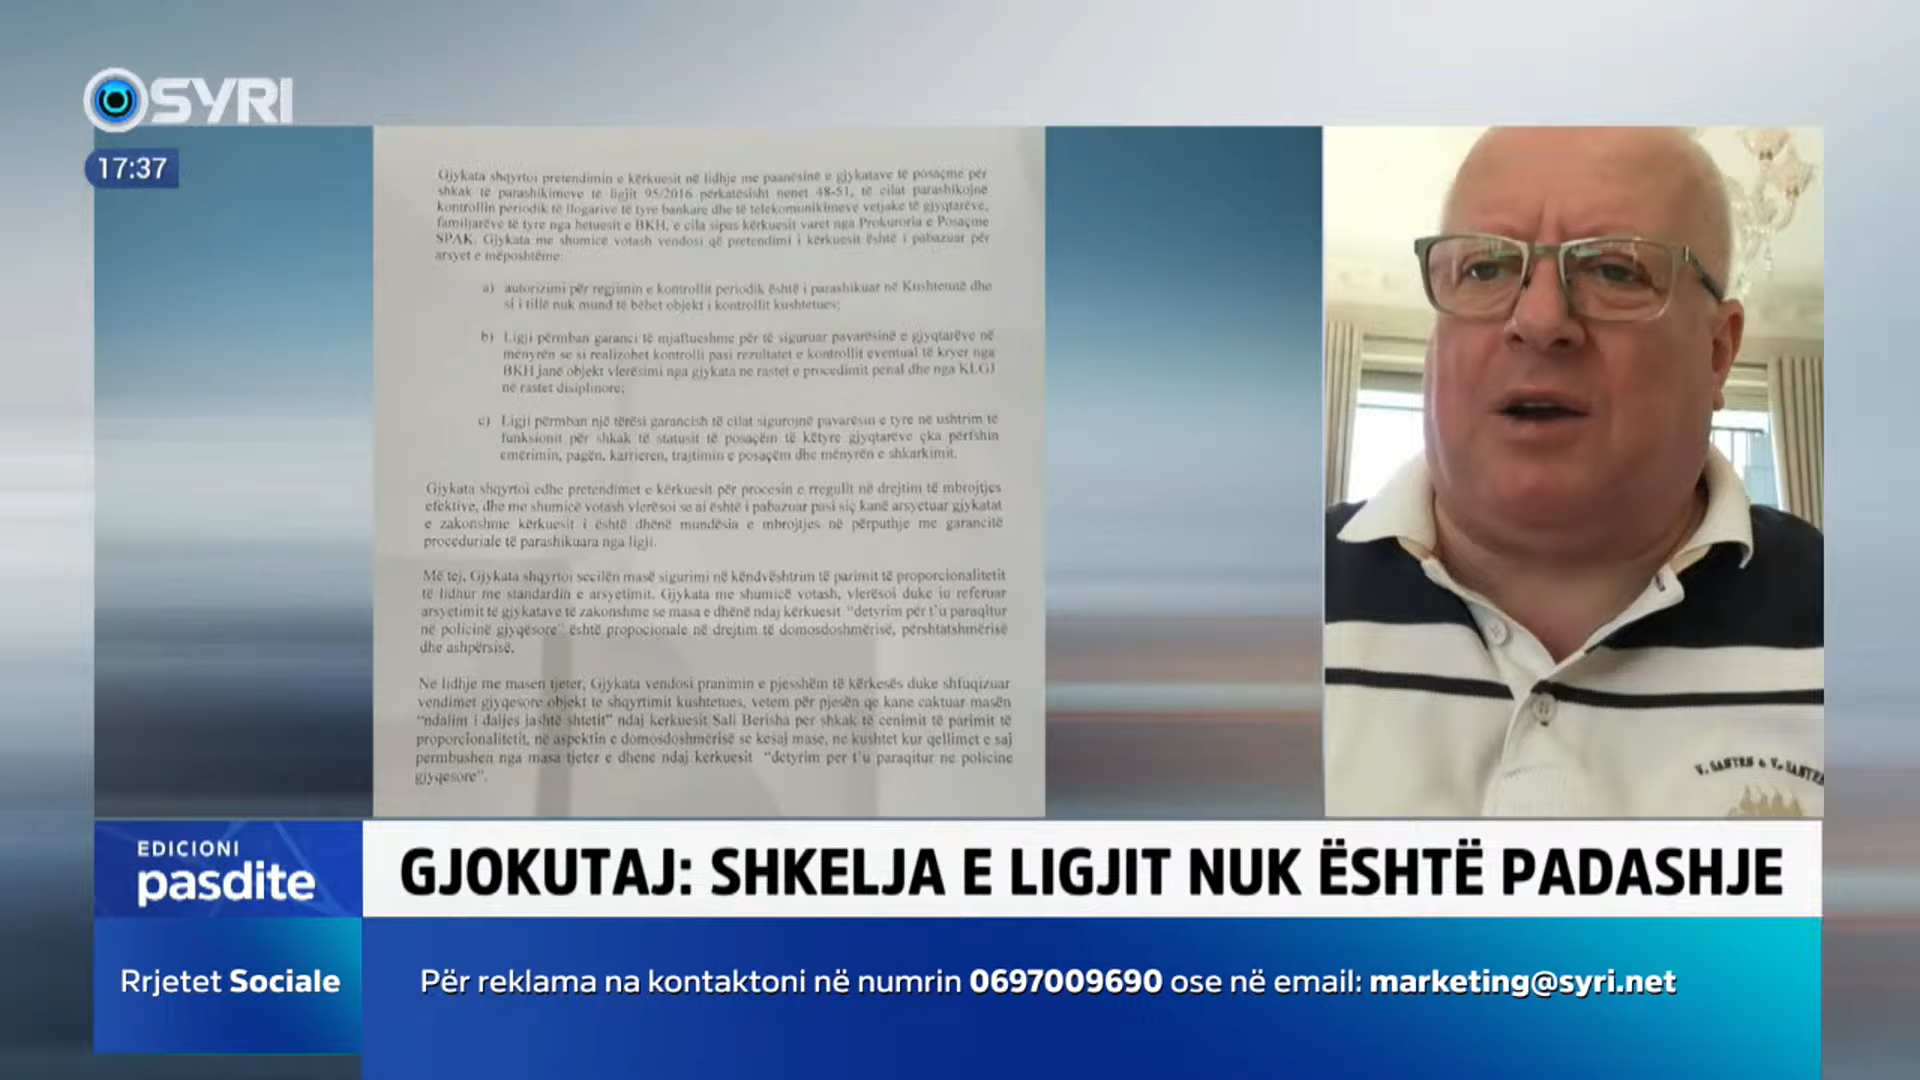 SYRI
17:37
Gjykata shqyrtoi pretendimin e kërkuesit në lidhje me paanësinë e gjykatave të posaçme për
shkak të parashikimeve të ligjit 95/2016 përkatësisht nenet 48-51, të cilat parashikojnë
kontrollin periodik të llogarive të tyre bankare dhe të telekomunikimeve vetjake të gjyqtarëve,
familjarëve të tyre nga hetuesit e BKH, e cila sipas kërkuesit varet nga Prokuroria e Posaçme
SPAK. Gjykata me shumicë votash vendosi që pretendimi i kërkuesit është i pabazuar për
arsyet e mëposhtëme:
a) autorizimi për regjimin e kontrollit periodik është i parashikuar në Kushtetutë dhe
si i tillë nuk mund të bëhet objekt i kontrollit kushtetues;
b) Ligji përmban garanci të mjaftueshme për të siguruar pavarësinë e gjyqtarëve në
mënyrën se si realizohet kontrolli pasi rezultatet e kontrollit eventual të kryer nga
BKH janë objekt vlerësimi nga gjykata në rastet e procedimit penal dhe nga KLGJ
në rastet disiplinore;
c) Ligji përmban një tërësi garancish të cilat sigurojnë pavarësin e tyre në ushtrim të
funksionit për shkak të statusit të posaçëm të këtyre gjyqtarëve çka përfshin
emërimin, pagën, karrieren, trajtimin e posaçëm dhe mënyrën e shkarkimit.
Gjykata shqyrtoi edhe pretendimet e kërkuesit për procesin e rregullt në drejtim të mbrojtjes
efektive, dhe me shumicë votash vlerësoi se ai është i pabazuar pasi siç kanë arsyetuar gjykatat
e zakonshme kërkuesit i është dhënë mundësia e mbrojtjes në përputhje me garancitë
proceduriale të parashikuara nga ligji.
Më tej, Gjykata shqyrtoi secilën masë sigurimi në këndvështrim të parimit të proporcionalitetit
të lidhur me standardin e arsyetimit. Gjykata me shumicë votash, vlerësoi duke iu referuar
arsyetimit të gjykatave të zakonshme se masa e dhënë ndaj kërkuesit “detyrim për t’u paraqitur
në policinë gjyqësore” është propocionale në drejtim të domosdoshmërisë, përshtatshmërisë
dhe ashpërsisë.
Ne lidhje me masen tjeter, Gjykata vendosi pranimin e pjesshëm të kërkesës duke shfuqizuar
vendimet gjyqesore objekt te shqyrtimit kushtetues, vetem për pjesën qe kane caktuar masën
“ndalim i daljes jashtë shtetit” ndaj kerkuesit Sali Berisha per shkak të cenimit të parimit të
proporcionalitetit, në aspektin e domosdoshmërisë se kesaj mase, ne kushtet kur qellimet e saj
permbushen nga masa tjeter e dhene ndaj kerkuesit “detyrim per t’u paraqitur ne policine
gjyqesore”.
V. SANTEN & V. SANTEN
EDICIONI
pasdite
GJOKUTAJ: SHKELJA E LIGJIT NUK ËSHTË PADASHJE
Rrjetet Sociale
Për reklama na kontaktoni në numrin 0697009690 ose në email: marketing@syri.net